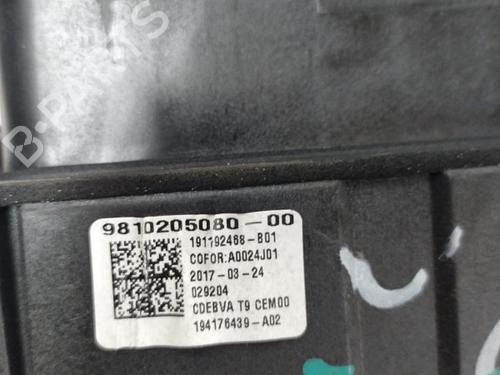 B-PARTS
9810205080-00
191192468-B01
COFOR:A0024J01
2017-03-24
029204
CDEBVA T9 CEM00
194176439-A02